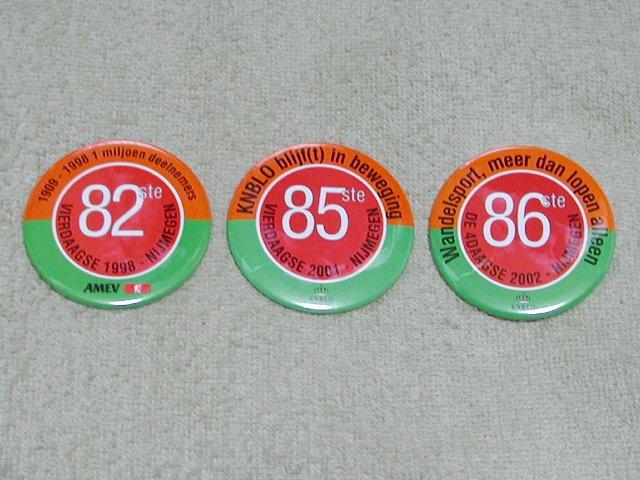 1909 - 1998 1 miljoen deelnemers
82ste
VIERDAAGSE 1998 - NIJMEGEN
AMEV
KNBLO blijf(t) in beweging
85ste
VIERDAAGSE 2001 - NIJMEGEN
KNBLO
Wandelsport, meer dan lopen alleen
86ste
DE 4DAAGSE 2002 - NIJMEGEN
KNBLO